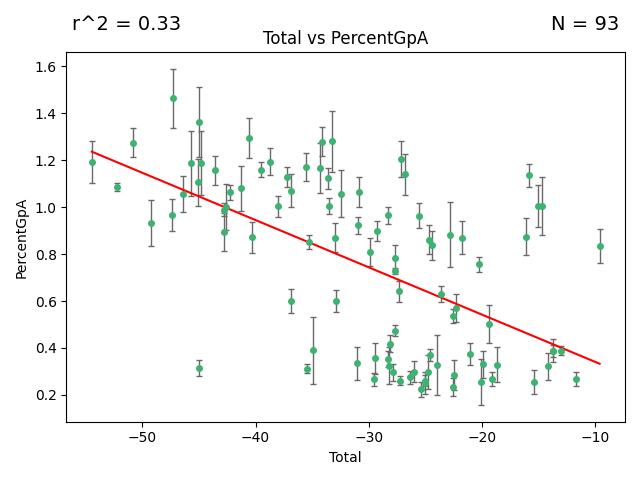 r^2 = 0.33
N = 93
Total vs PercentGpA
PercentGpA
1.6
1.4
1.2
1.0
0.8
0.6
0.4
0.2
−50
−40
−30
−20
−10
Total